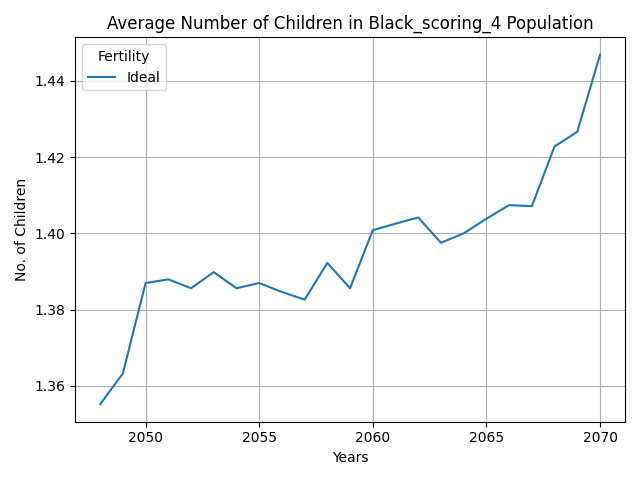 Average Number of Children in Black_scoring_4 Population
Fertility
Ideal
No. of Children
1.44
1.42
1.40
1.38
1.36
2050 2055 2060 2065 2070
Years